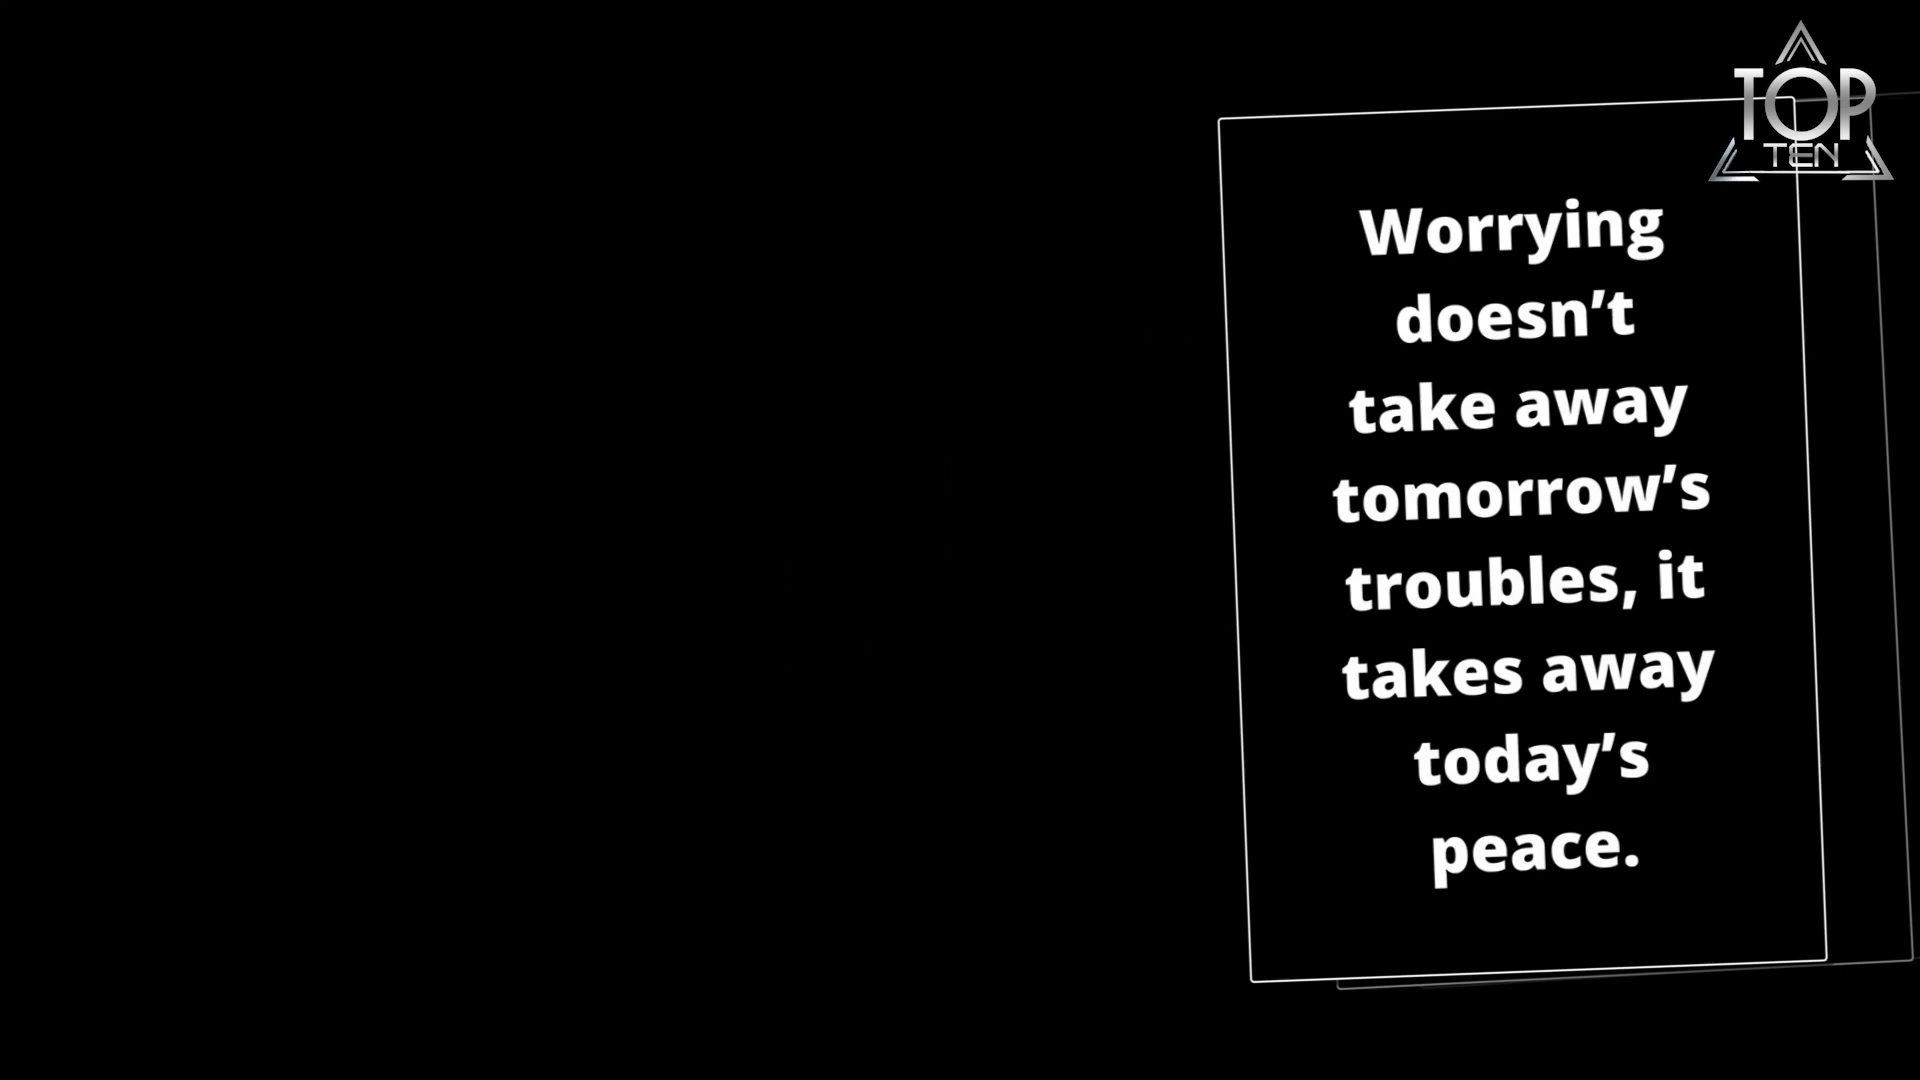 TOP
TEN
Worrying
doesn’t
take away
tomorrow’s
troubles, it
takes away
today’s
peace.